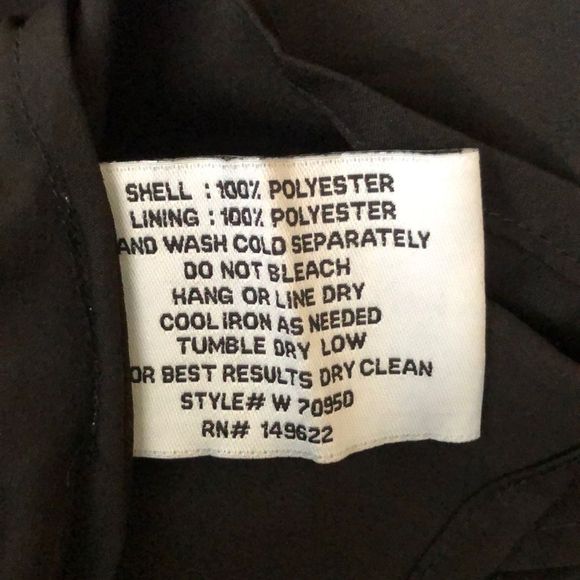 SHELL : 100% POLYESTER
LINING : 100% POLYESTER
AND WASH COLD SEPARATELY
DO NOT BLEACH
HANG OR LINE DRY
COOL IRON AS NEEDED
TUMBLE DRY LOW
OR BEST RESULTS DRY CLEAN
STYLE# W 70950
RN# 149622